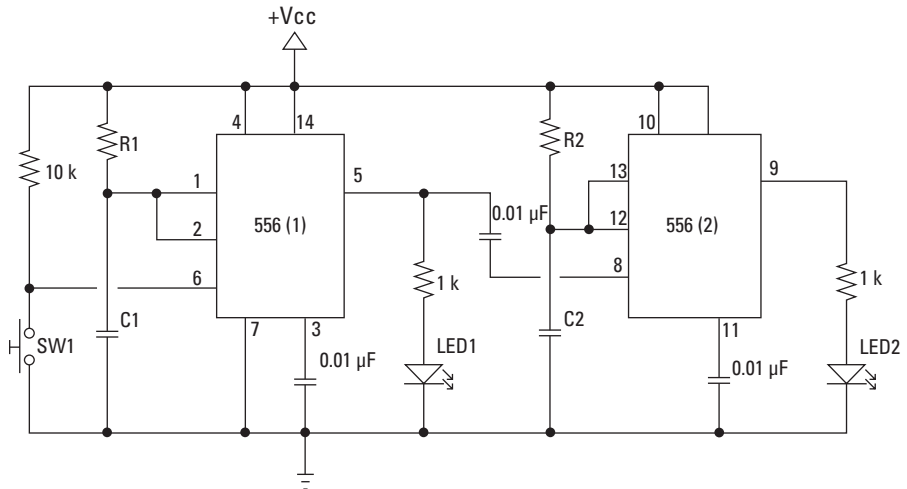 +Vcc
4
14
10
R1
R2
10 k
1
5
13
9
0.01 µF
2
556 (1)
12
556 (2)
6
8
1 k
1 k
C1
7
3
C2
11
SW1
LED1
LED2
0.01 µF
0.01 µF